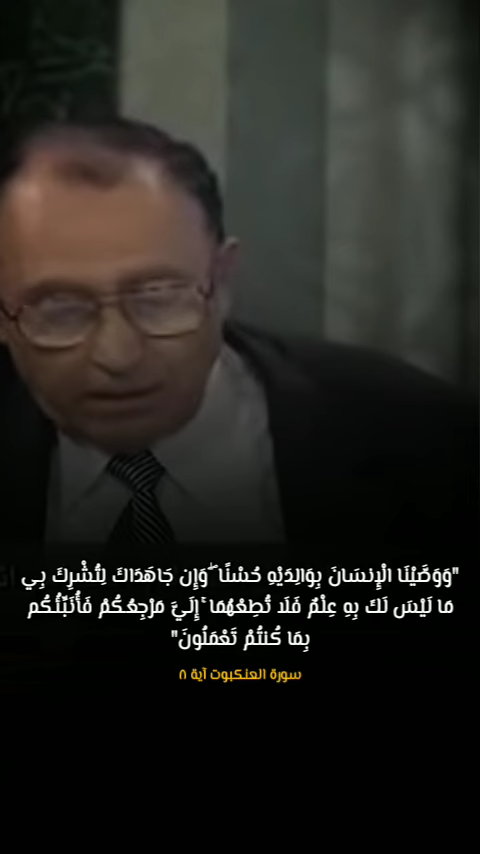 "وَوَصَّيْنَا الْإِنسَانَ بِوَالِدَيْهِ حُسْنًا ۖ وَإِن جَاهَدَاكَ لِتُشْرِكَ بِي
مَا لَيْسَ لَكَ بِهِ عِلْمٌ فَلَا تُطِعْهُمَا ۚ إِلَيَّ مَرْجِعُكُمْ فَأُنَبِّئُكُم
بِمَا كُنتُمْ تَعْمَلُونَ"
سورة العنكبوت آية ٨